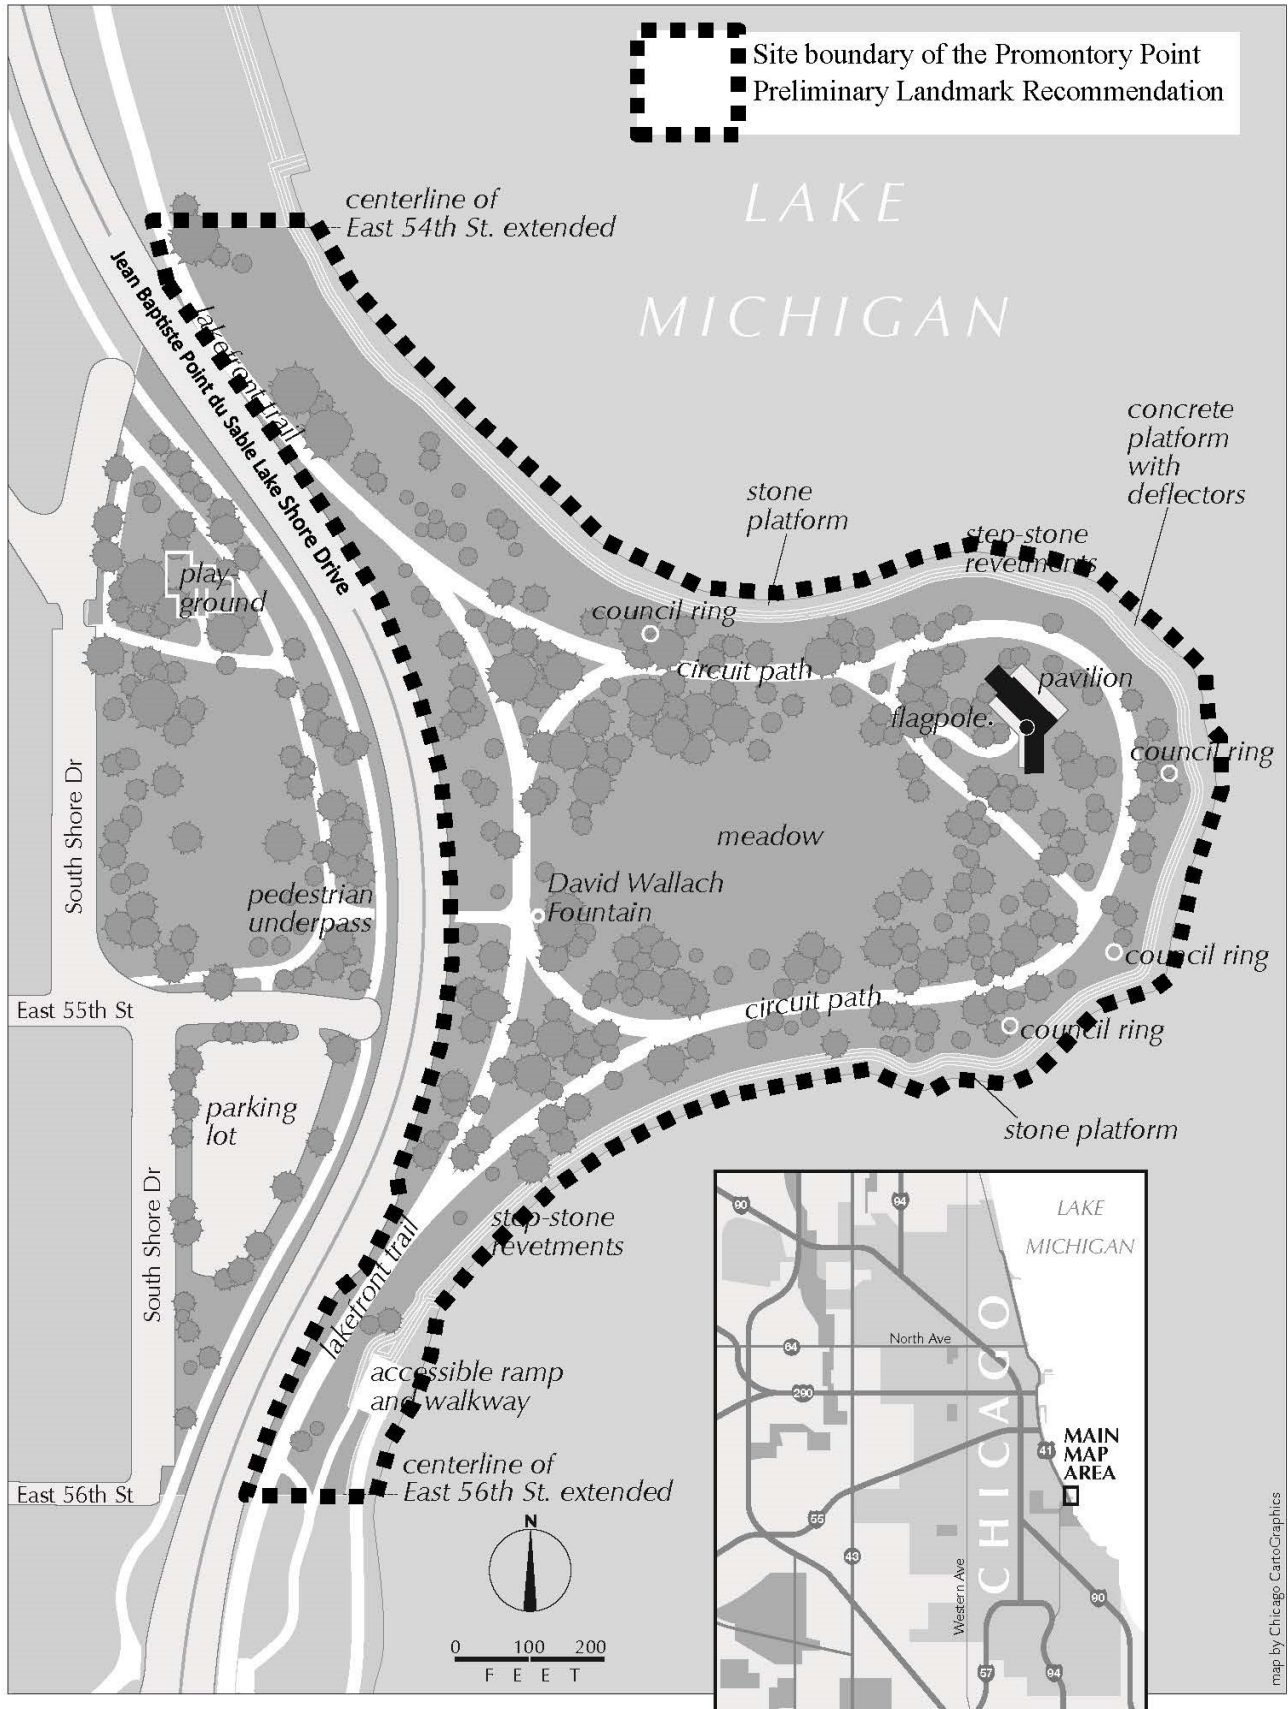 Site boundary of the Promontory Point
Preliminary Landmark Recommendation
LAKE
MICHIGAN
centerline of
East 54th St. extended
Jean Baptiste Point du Sable Lake Shore Drive
lakefront trail
concrete
platform
with
deflectors
stone
platform
step-stone
revetments
play-
ground
council ring
circuit path
pavilion
flagpole
council ring
South Shore Dr
meadow
pedestrian
underpass
David Wallach
Fountain
council ring
East 55th St
circuit path
council ring
parking
lot
stone platform
South Shore Dr
step-stone
revetments
lakefront trail
accessible ramp
and walkway
East 56th St
centerline of
East 56th St. extended
N
0 100 200
FEET
90
94
LAKE
MICHIGAN
CHICAGO
North Ave
64
290
41
MAIN
MAP
AREA
55
43
Western Ave
90
57
94
map by Chicago CartoGraphics